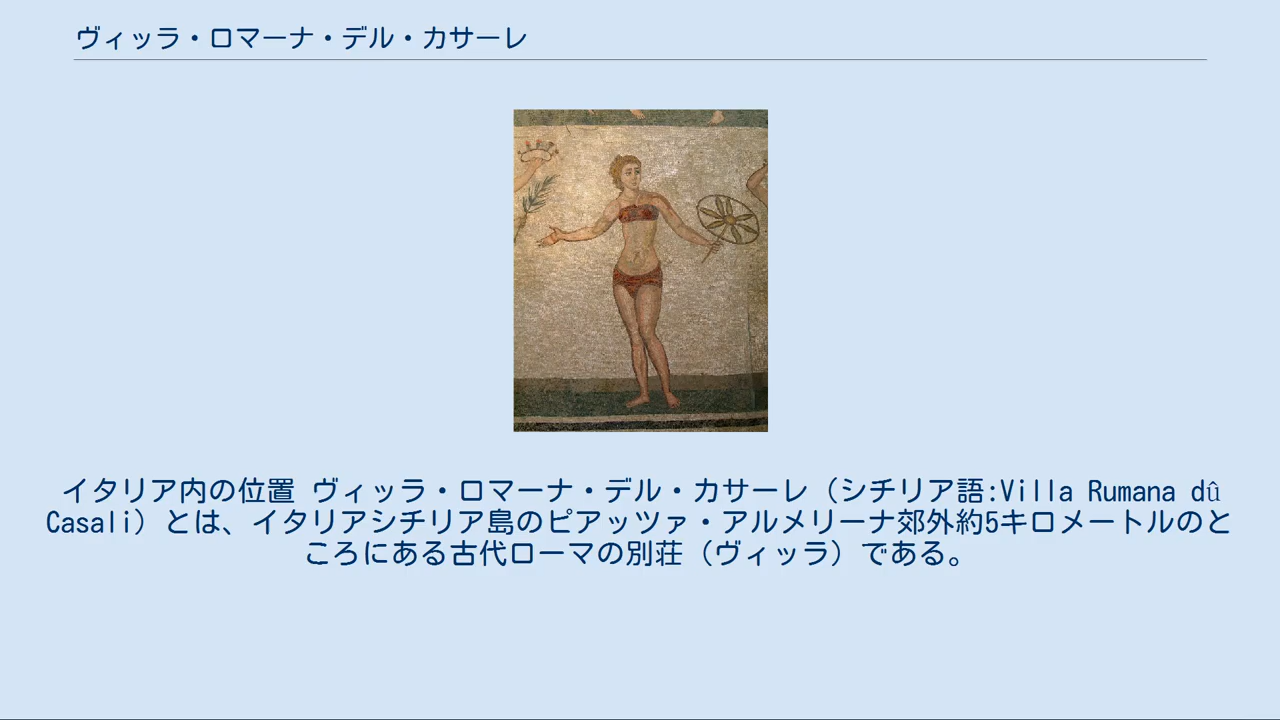 ヴィッラ・ロマーナ・デル・カサーレ
イタリア内の位置 ヴィッラ・ロマーナ・デル・カサーレ（シチリア語:Villa Rumana dû
Casali）とは、イタリアシチリア島のピアッツァ・アルメリーナ郊外約5キロメートルのと
ころにある古代ローマの別荘（ヴィッラ）である。